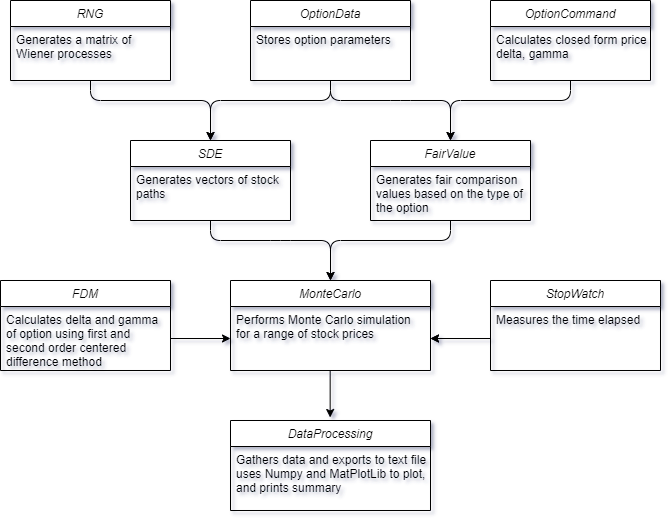 RNG
Generates a matrix of
Wiener processes
OptionData
Stores option parameters
OptionCommand
Calculates closed form price
delta, gamma
SDE
Generates vectors of stock
paths
FairValue
Generates fair comparison
values based on the type of
the option
FDM
Calculates delta and gamma
of option using first and
second order centered
difference method
MonteCarlo
Performs Monte Carlo simulation
for a range of stock prices
StopWatch
Measures the time elapsed
DataProcessing
Gathers data and exports to text file
uses Numpy and MatPlotLib to plot,
and prints summary